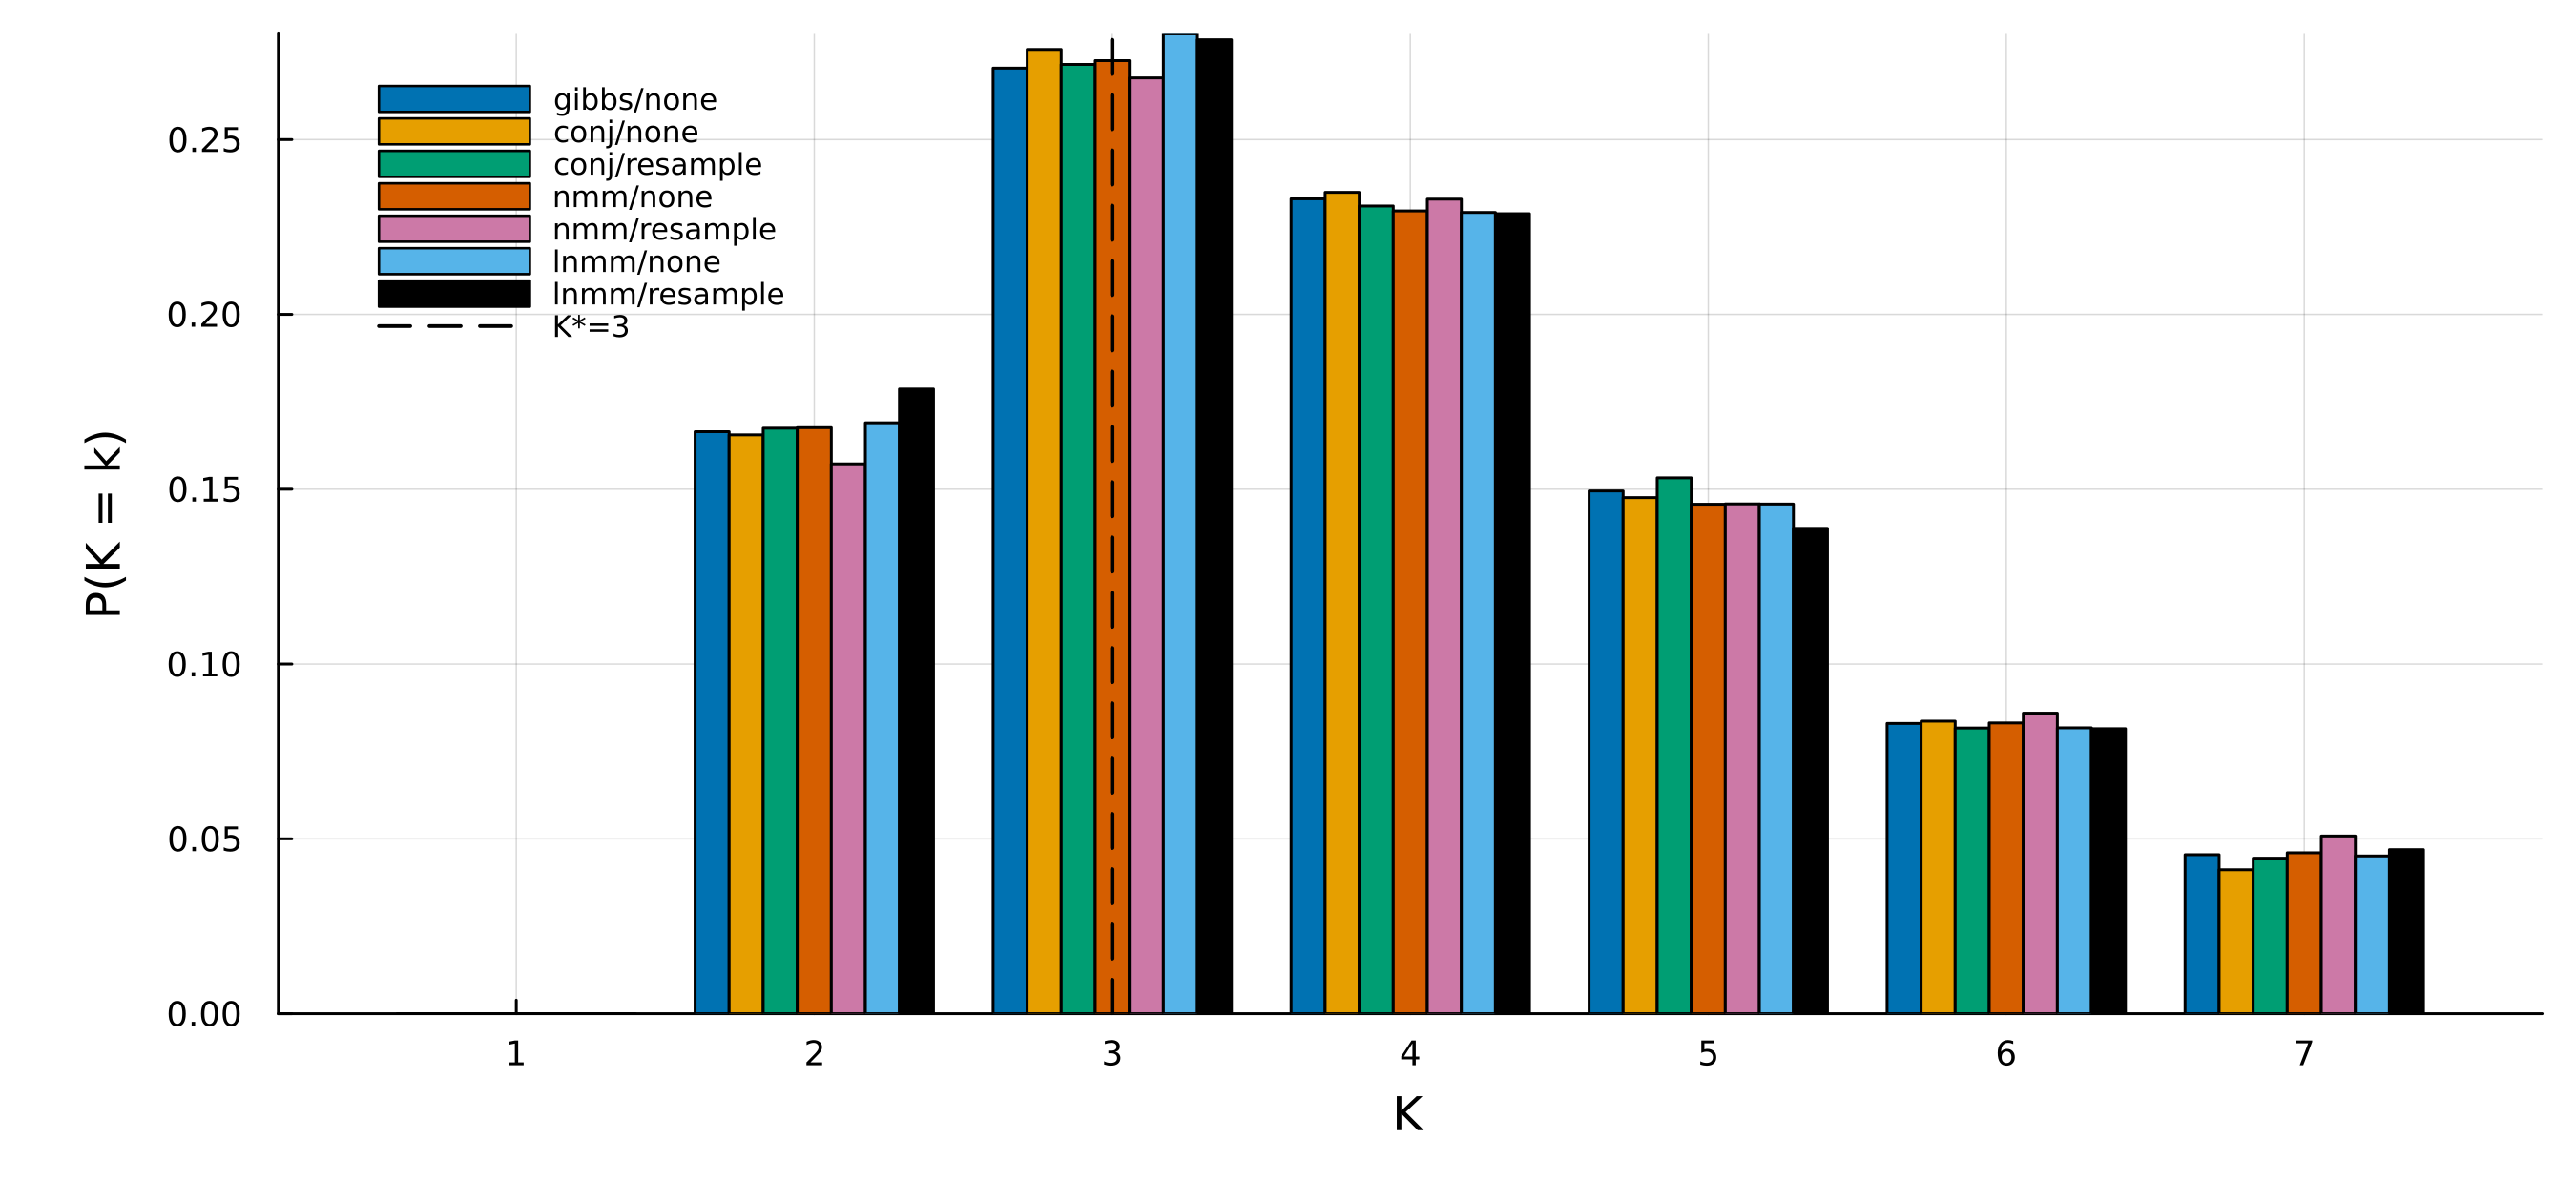 gibbs/none
conj/none
conj/resample
nmm/none
nmm/resample
lnmm/none
lnmm/resample
K*=3
P(K = k)
0.25
0.20
0.15
0.10
0.05
0.00
1 2 3 4 5 6 7
K